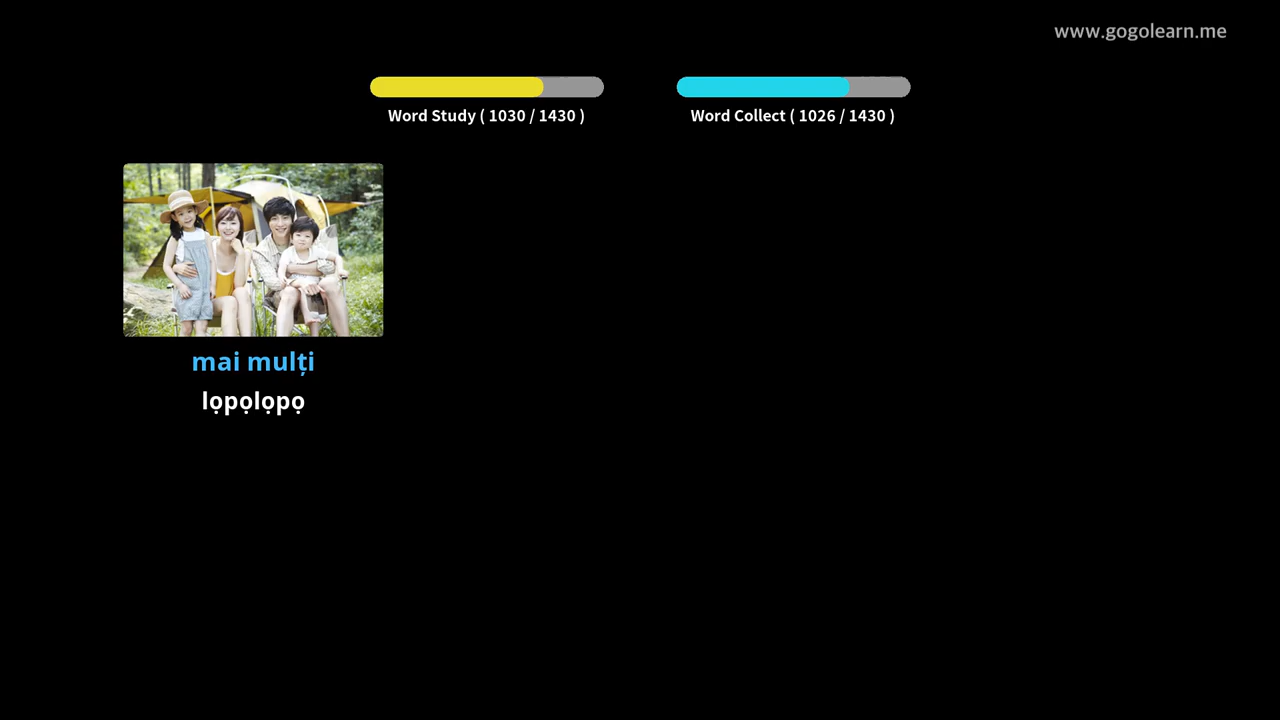 www.gogolearn.me
Word Study ( 1030 / 1430 )
Word Collect ( 1026 / 1430 )
mai mulți
lọpọlọpọ